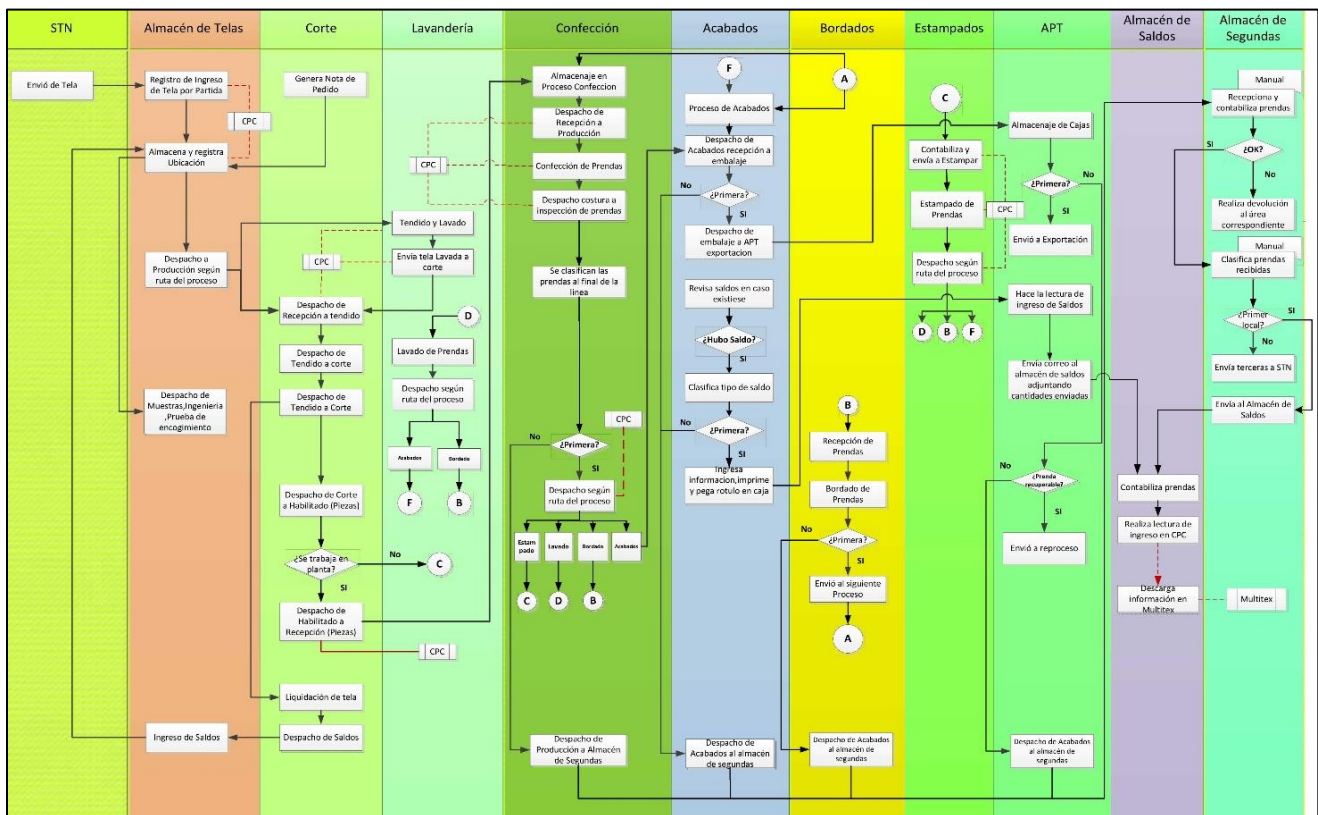 STN
Almacén de Telas
Corte
Lavandería
Confección
Acabados
Bordados
Estampados
APT
Almacén de
Saldos
Almacén de
Segundas
Envió de Tela
Registro de Ingreso
de Tela por Partida
CPC
Almacena y registra
Ubicación
Despacho a
Producción según
ruta del proceso
Despacho de
Muestras,Ingenieria
,Prueba de
encogimiento
Ingreso de Saldos
Genera Nota de
Pedido
CPC
Despacho de
Recepción a tendido
Despacho de
Tendido a corte
Despacho de
Tendido a Corte
Despacho de Corte
a Habilitado (Piezas)
¿Se trabaja en
planta?
No
C
SI
Despacho de
Habilitado a
Recepción (Piezas)
CPC
Liquidación de tela
Despacho de Saldos
Tendido y Lavado
Envia tela Lavada a
corte
D
Lavado de Prendas
Despacho según
ruta del proceso
Acabados
Bordado
F
B
Almacenaje en
Proceso Confeccion
Despacho de
Recepción a
Producción
CPC
Confección de Prendas
Despacho costura a
inspección de prendas
Se clasifican las
prendas al final de la
linea
CPC
No
¿Primera?
SI
Despacho según
ruta del proceso
Estam
pado
Lavado
Bordado
Acabados
C
D
B
Despacho de
Producción a Almacén
de Segundas
F
Proceso de Acabados
Despacho de
Acabados recepción a
embalaje
No
¿Primera?
SI
Despacho de
embalaje a APT
exportacion
Revisa saldos en caso
existiese
¿Hubo Saldo?
SI
Clasifica tipo de saldo
No
¿Primera?
SI
Ingresa
informacion,imprime
y pega rotulo en caja
Despacho de
Acabados al almacén
de segundas
A
B
Recepción de
Prendas
Bordado de
Prendas
No
¿Primera?
SI
Envió al siguiente
Proceso
A
Despacho de Acabados
al almacén de
segundas
C
Contabiliza y
envía a Estampar
Estampado de
Prendas
CPC
Despacho según
ruta del proceso
D
B
F
Almacenaje de Cajas
¿Primera?
No
SI
Envió a Exportación
Hace la lectura de
ingreso de Saldos
Envía correo al
almacén de saldos
adjuntando
cantidades enviadas
No
¿Prenda
recuperable?
SI
Envió a reproceso
Despacho de Acabados
al almacén de
segundas
Contabiliza prendas
Realiza lectura de
ingreso en CPC
Descarga
información en
Multitex
Multitex
Manual
Recepciona y
contabiliza prendas
SI
¿OK?
No
Realiza devolución
al área
correspondiente
Manual
Clasifica prendas
recibidas
¿Primer
local?
SI
No
Envía terceras a STN
Envía al Almacén de
Saldos